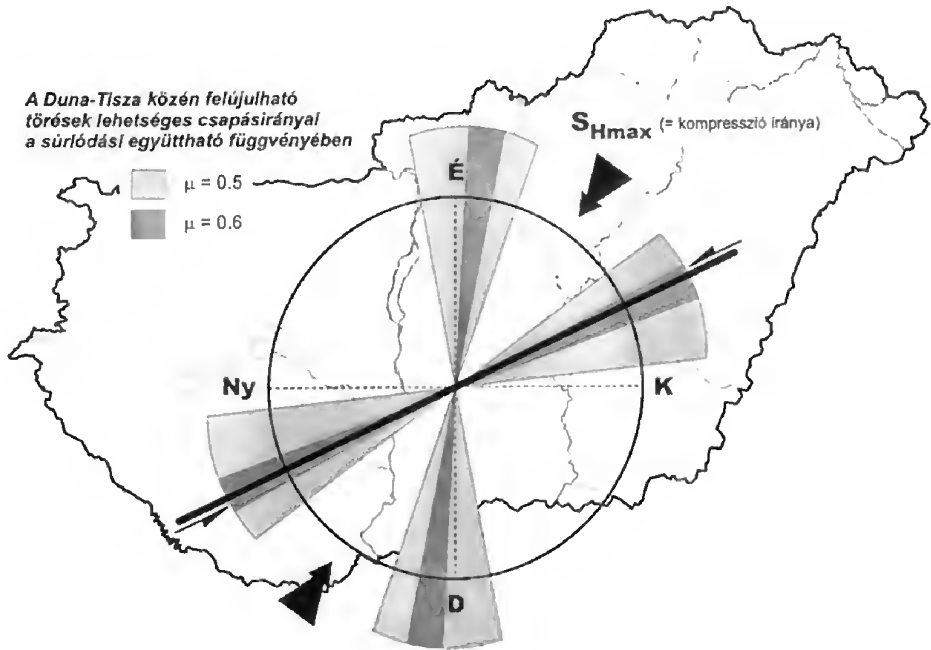 A Duna-Tisza közén felújulható
törések lehetséges csapásirányai
a súrlódási együttható függvényében
μ = 0.5
μ = 0.6
SHmax (= kompresszió iránya)
É
Ny
K
D